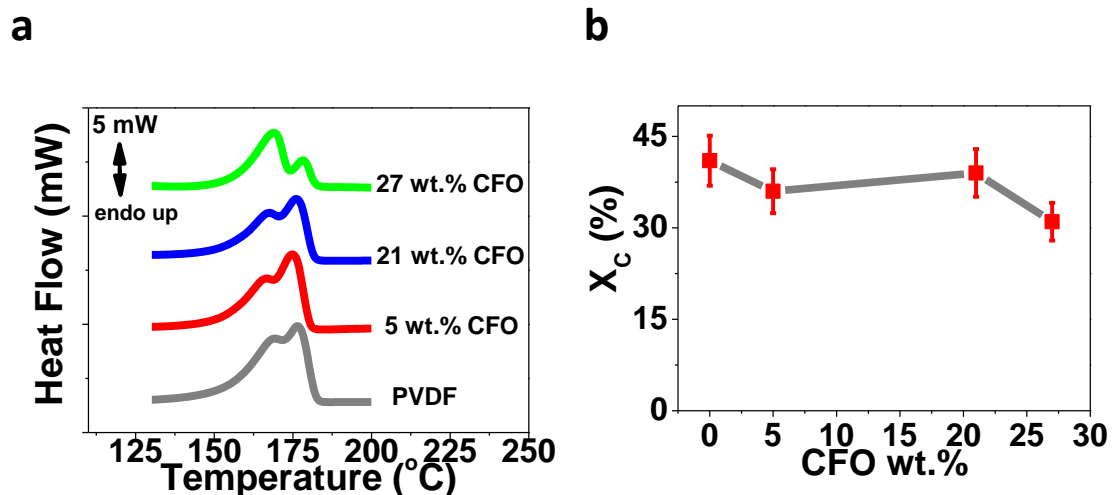 a
b
Heat Flow (mW)
5 mW
endo up
27 wt.% CFO
21 wt.% CFO
5 wt.% CFO
PVDF
125 150 175 200 225 250
Temperature (°C)
X_C (%)
45
30
15
0
0 5 10 15 20 25 30
CFO wt.%